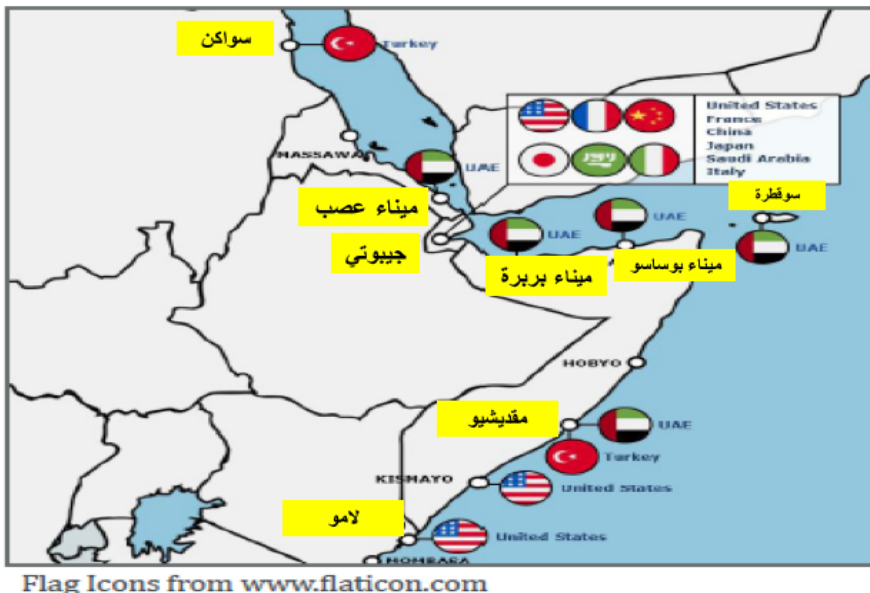 سواكن
Turkey
United States
France
China
Japan
Saudi Arabia
Italy
MASSAWA
UAE
ميناء عصب
جيبوتي
UAE
ميناء بربرة
UAE
ميناء بوساسو
سوقطرة
UAE
HOBYO
مقديشيو
UAE
Turkey
KISMAYO
United States
لامو
United States
MOMBASA
Flag Icons from www.flaticon.com